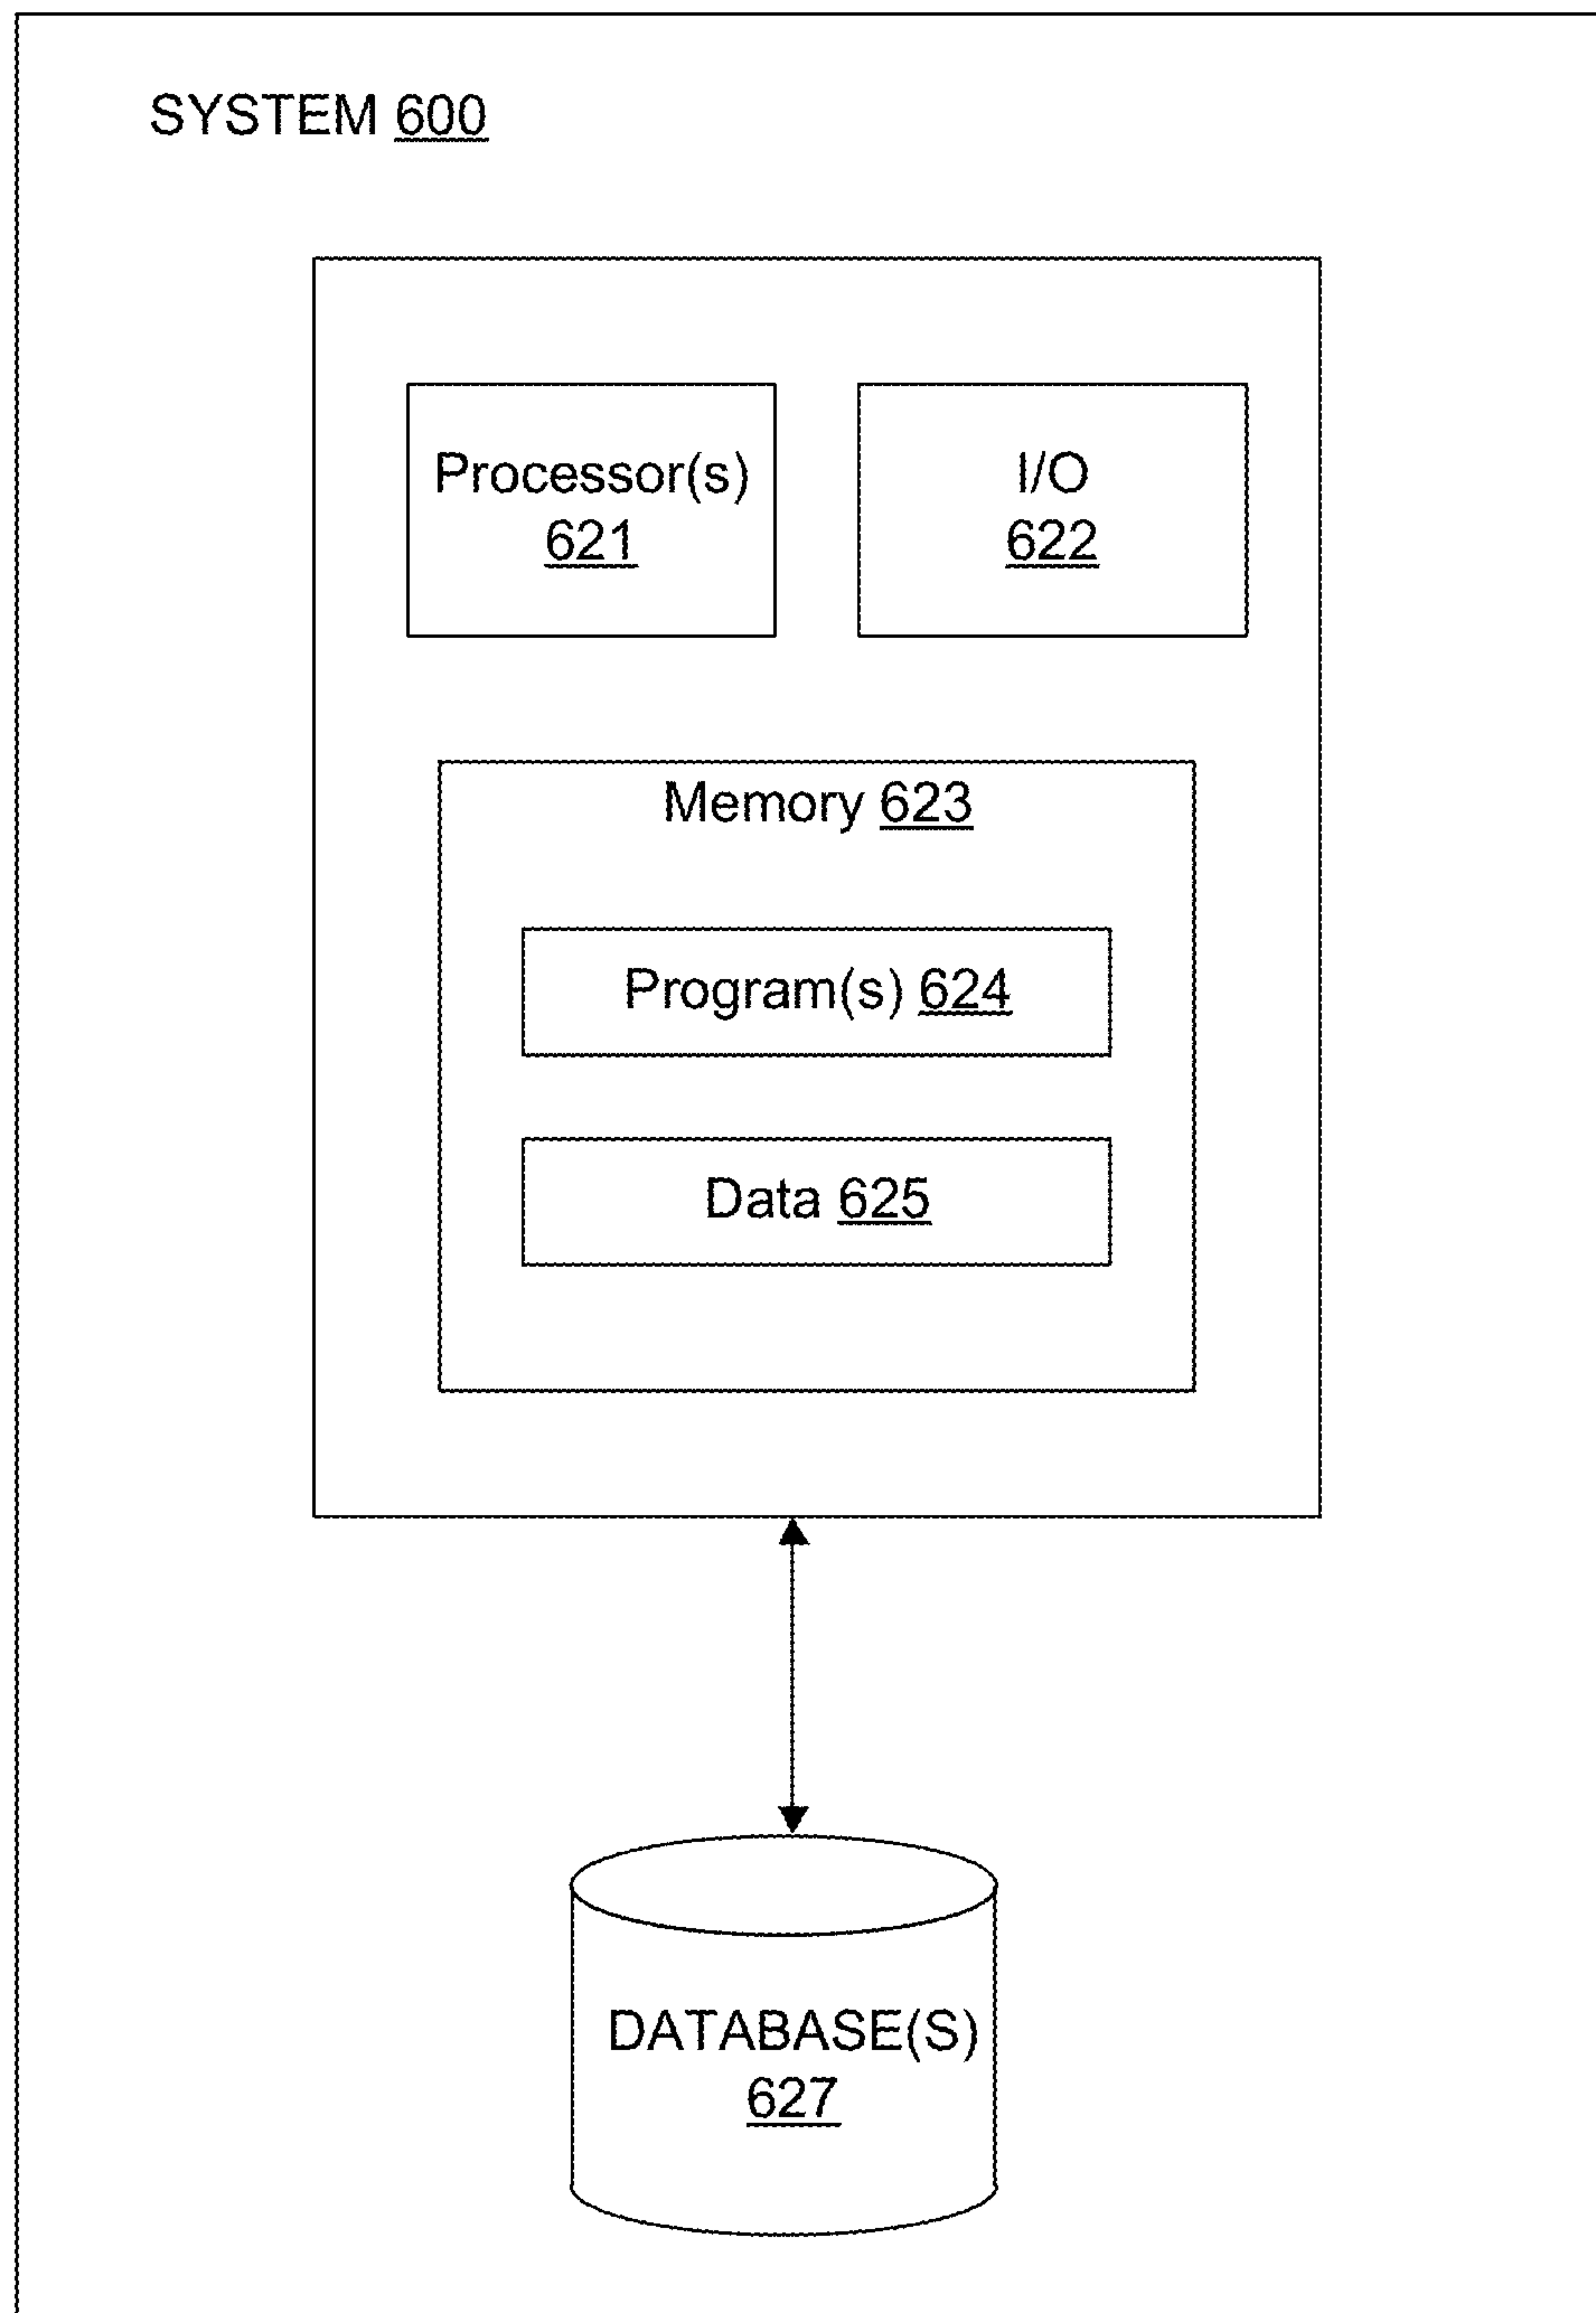 SYSTEM 600
Processor(s)
621
I/O
622
Memory 623
Program(s) 624
Data 625
DATABASE(S)
627